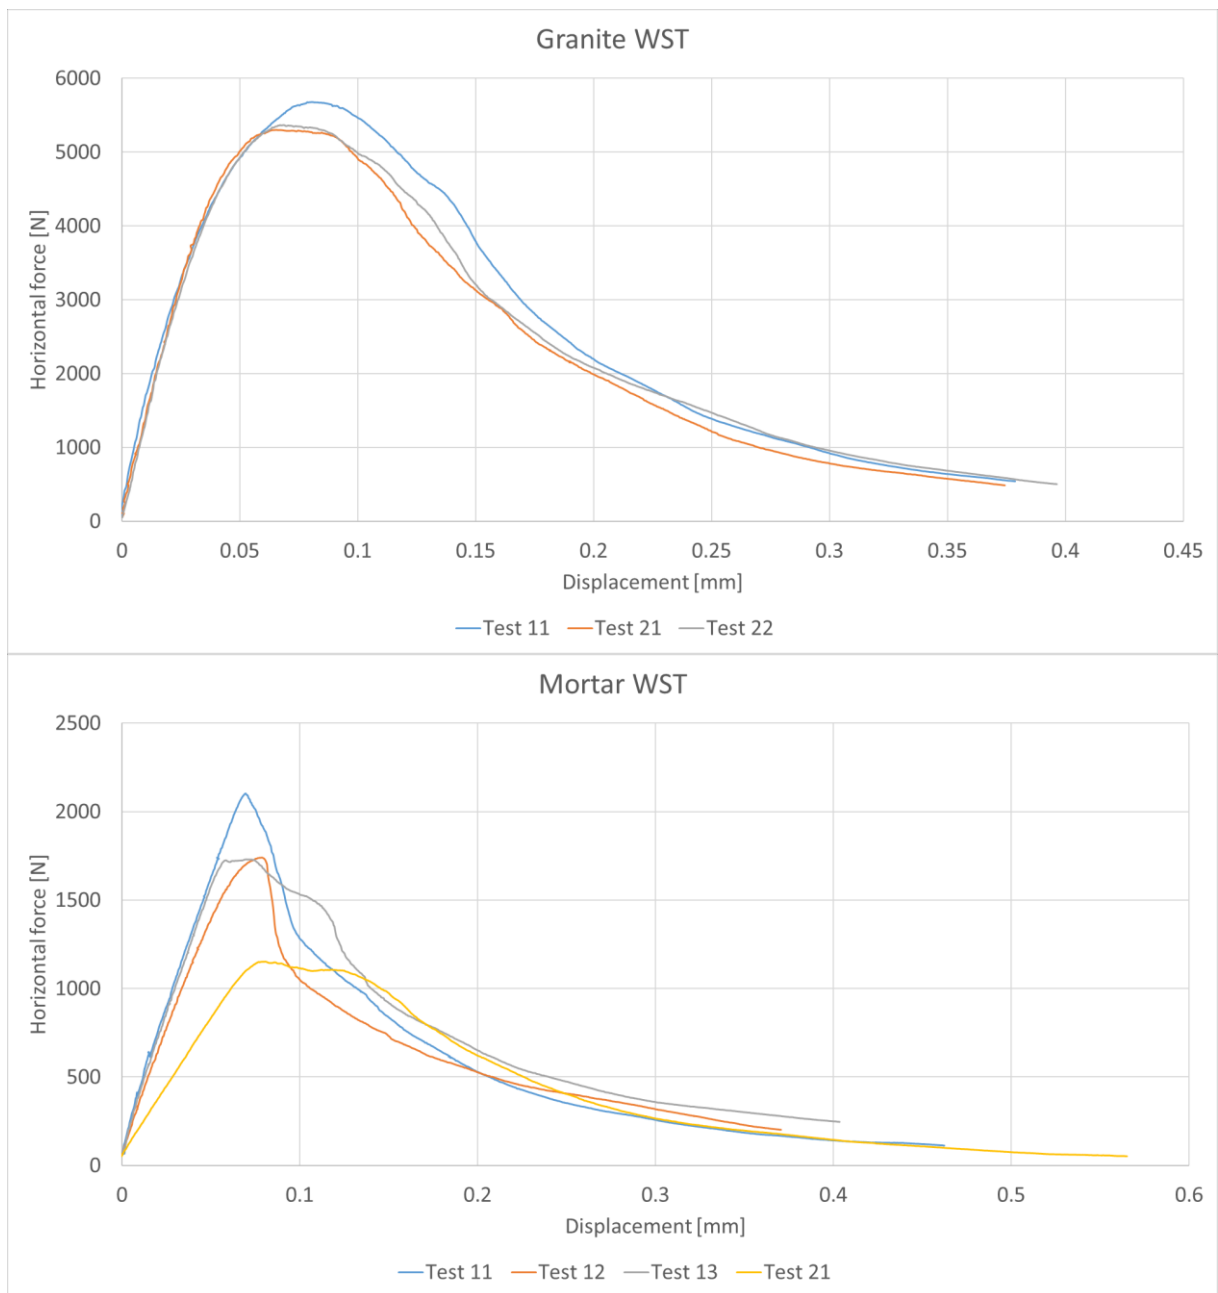 Granite WST
6000
5000
4000
3000
2000
1000
0
Horizontal force [N]
0 0.05 0.1 0.15 0.2 0.25 0.3 0.35 0.4 0.45
Displacement [mm]
Test 11 Test 21 Test 22
Mortar WST
2500
2000
1500
1000
500
0
Horizontal force [N]
0 0.1 0.2 0.3 0.4 0.5 0.6
Displacement [mm]
Test 11 Test 12 Test 13 Test 21